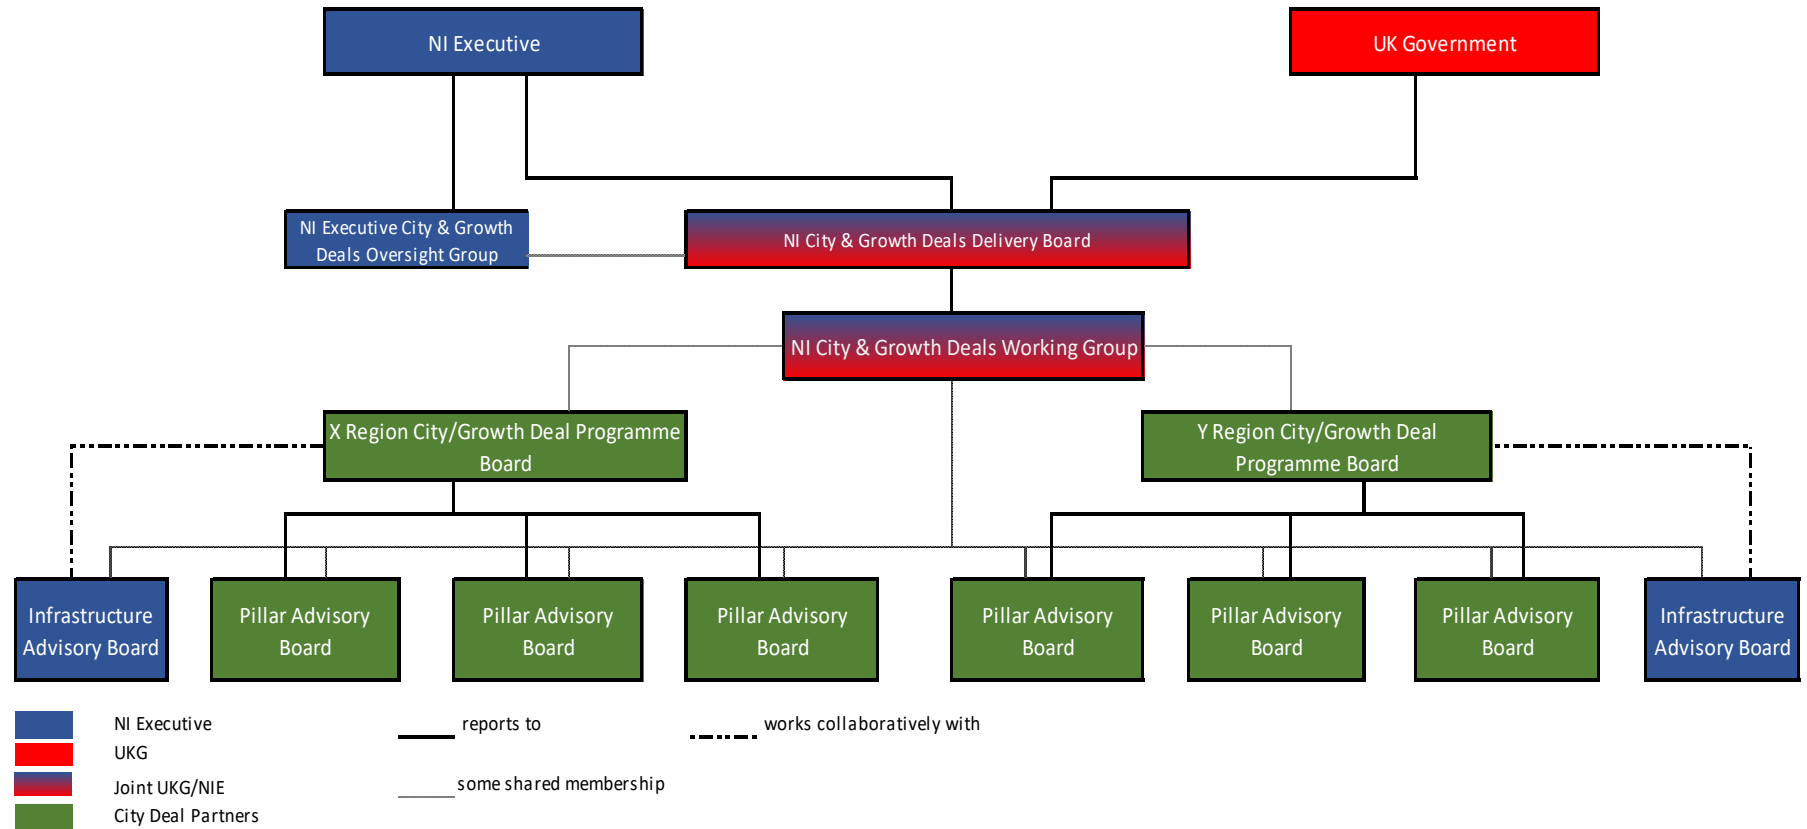 NI Executive
UK Government
NI Executive City & Growth
Deals Oversight Group
NI City & Growth Deals Delivery Board
NI City & Growth Deals Working Group
X Region City/Growth Deal Programme
Board
Y Region City/Growth Deal
Programme Board
Infrastructure
Advisory Board
Pillar Advisory
Board
Pillar Advisory
Board
Pillar Advisory
Board
Pillar Advisory
Board
Pillar Advisory
Board
Pillar Advisory
Board
Infrastructure
Advisory Board
NI Executive
UKG
Joint UKG/NIE
City Deal Partners
reports to
some shared membership
works collaboratively with